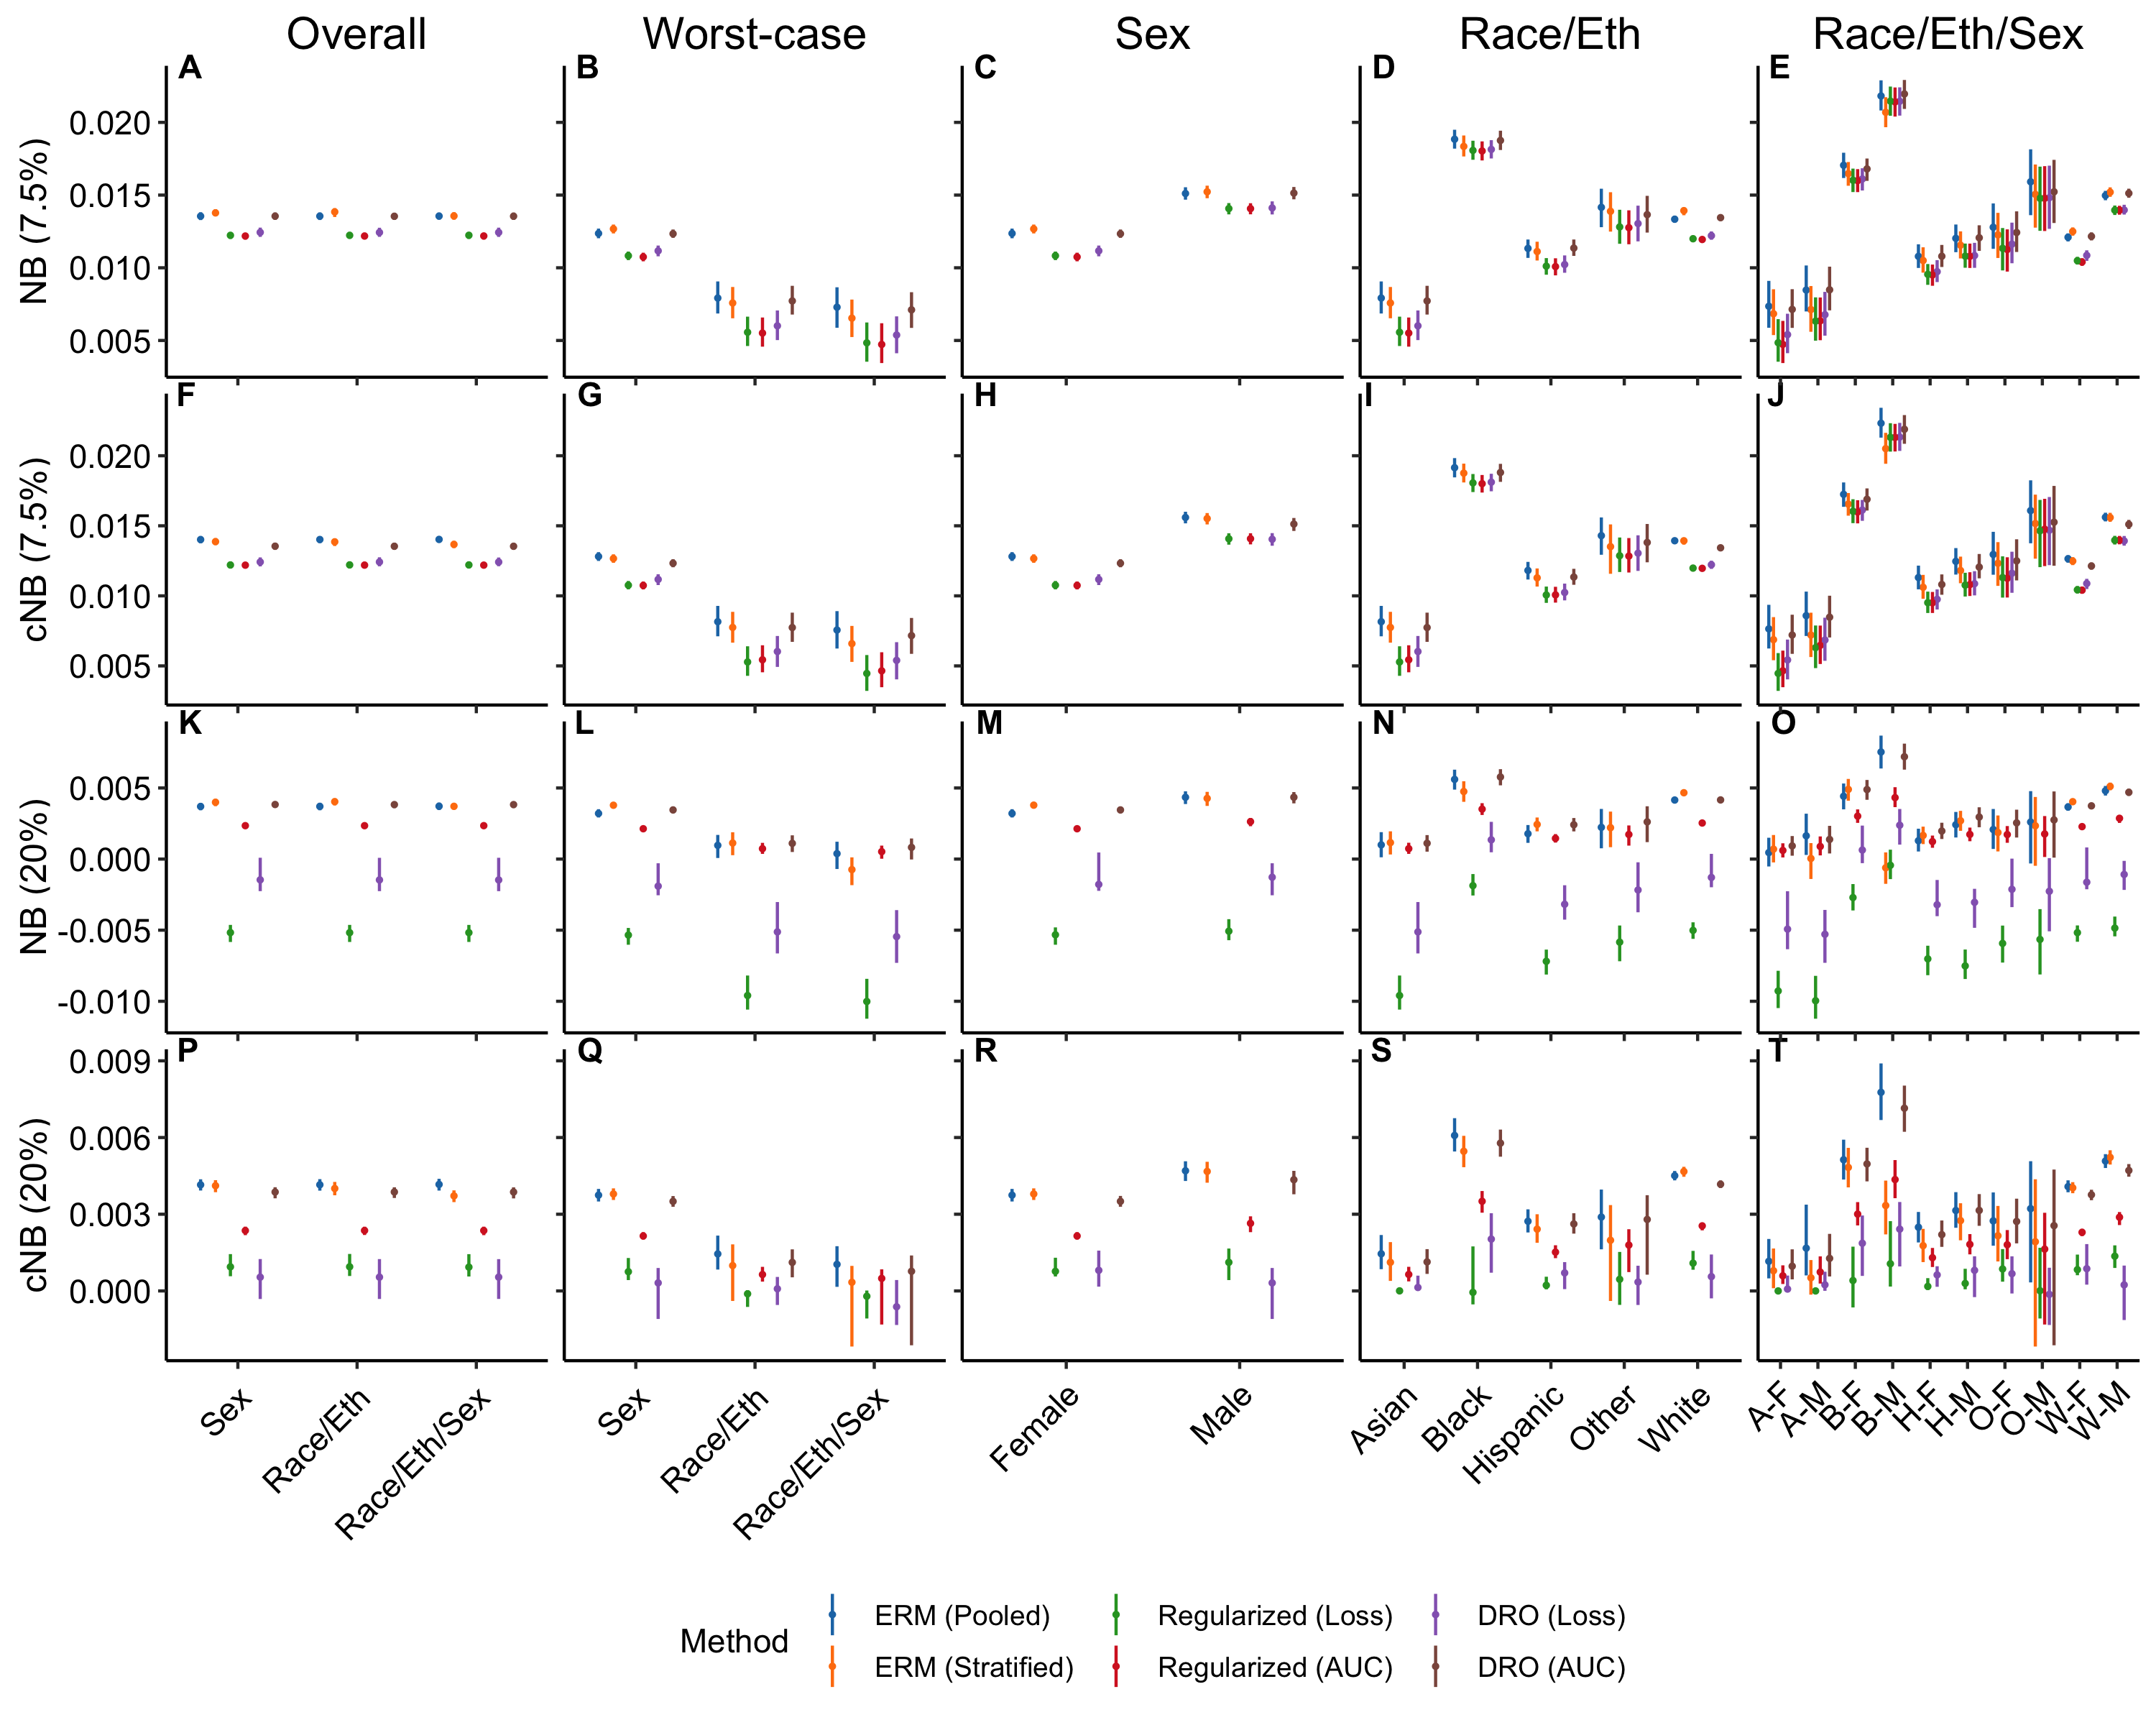 Overall Worst-case Sex Race/Eth Race/Eth/Sex
A B C D E
NB (7.5%)
0.020
0.015
0.010
0.005
F G H I J
cNB (7.5%)
0.020
0.015
0.010
0.005
K L M N O
NB (20%)
0.005
0.000
-0.005
-0.010
P Q R S T
cNB (20%)
0.009
0.006
0.003
0.000
Sex Race/Eth Race/Eth/Sex Sex Race/Eth Race/Eth/Sex Female Male Asian Black Hispanic Other White A-F A-M B-F B-M H-F H-M O-F O-M W-F W-M
Method
ERM (Pooled) Regularized (Loss) DRO (Loss)
ERM (Stratified) Regularized (AUC) DRO (AUC)